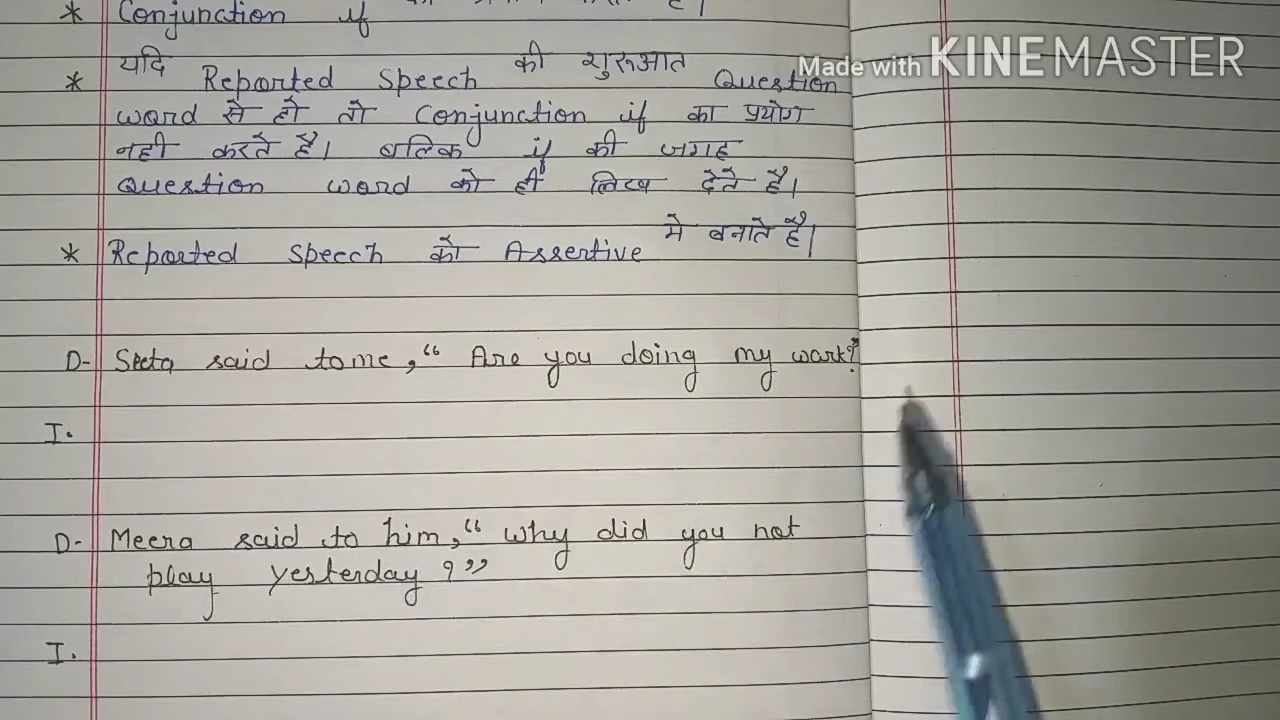 * Conjunction if
Made with KINEMASTER
* यदि Reported Speech की शुरूआत Question
word से हो तो Conjunction if का प्रयोग
नही करते है। बल्कि if की जगह
Question word को ही लिख देते है।
* Reported Speech को Assertive मे बनाते है।
D- Seeta said to me, “ Are you doing my work?”
I.
D- Meera said to him, “ Why did you not
play yesterday ?”
I.